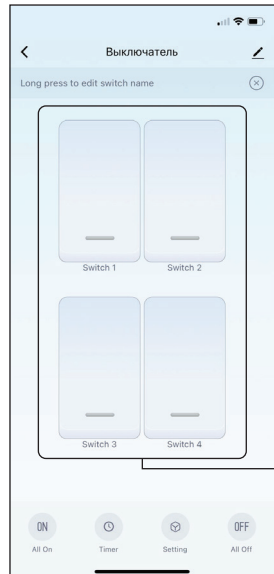 Выключатель
Long press to edit switch name
Switch 1 Switch 2
Switch 3 Switch 4
ON OFF
All On Timer Setting All Off